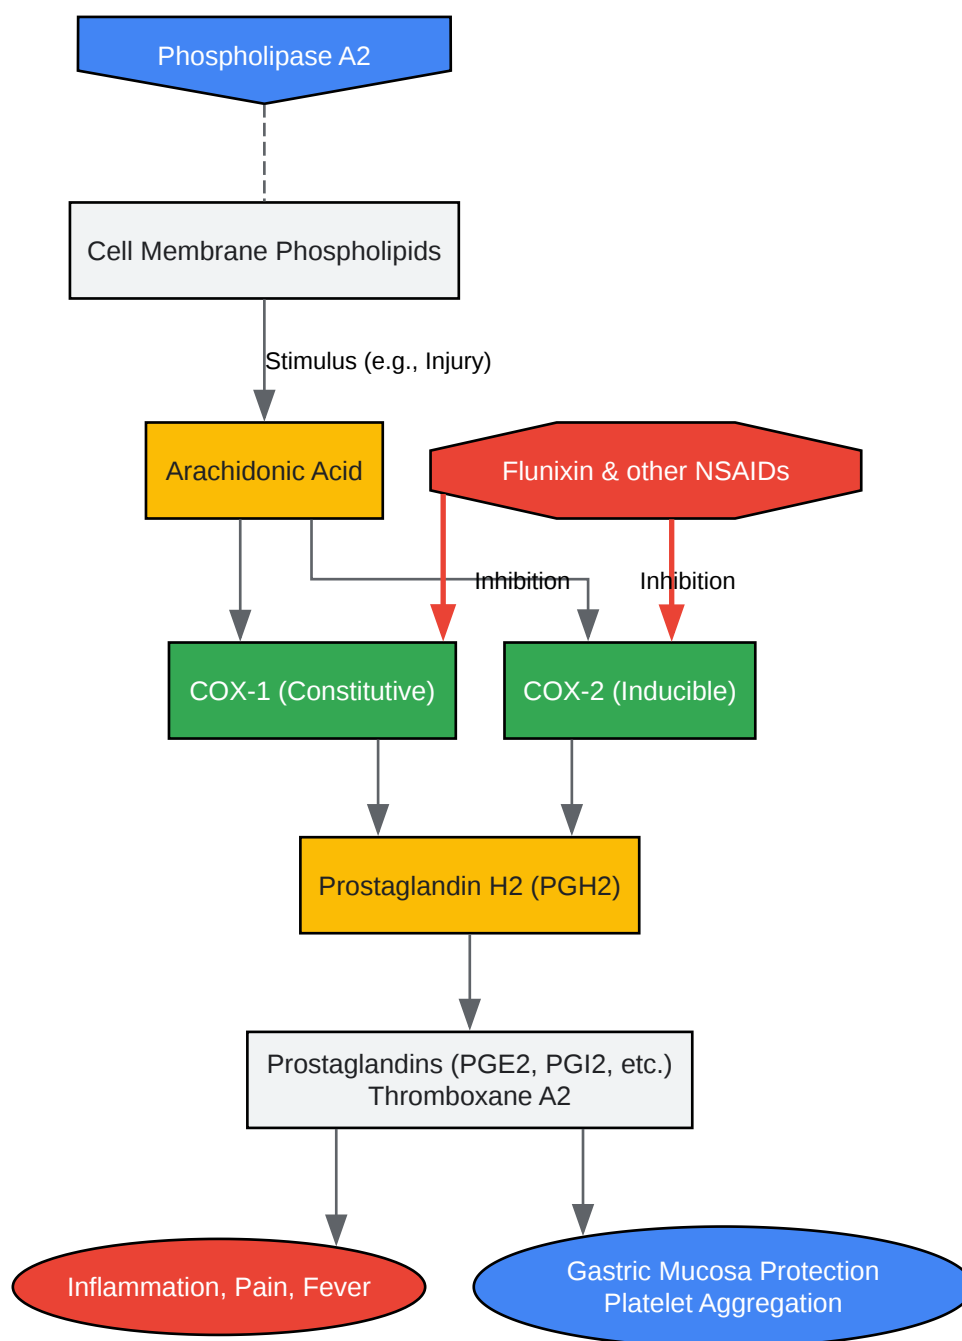 Phospholipase A2
Cell Membrane Phospholipids
Stimulus (e.g., Injury)
Arachidonic Acid
Flunixin & other NSAIDs
Inhibition
Inhibition
COX-1 (Constitutive)
COX-2 (Inducible)
Prostaglandin H2 (PGH2)
Prostaglandins (PGE2, PGI2, etc.)
Thromboxane A2
Inflammation, Pain, Fever
Gastric Mucosa Protection
Platelet Aggregation